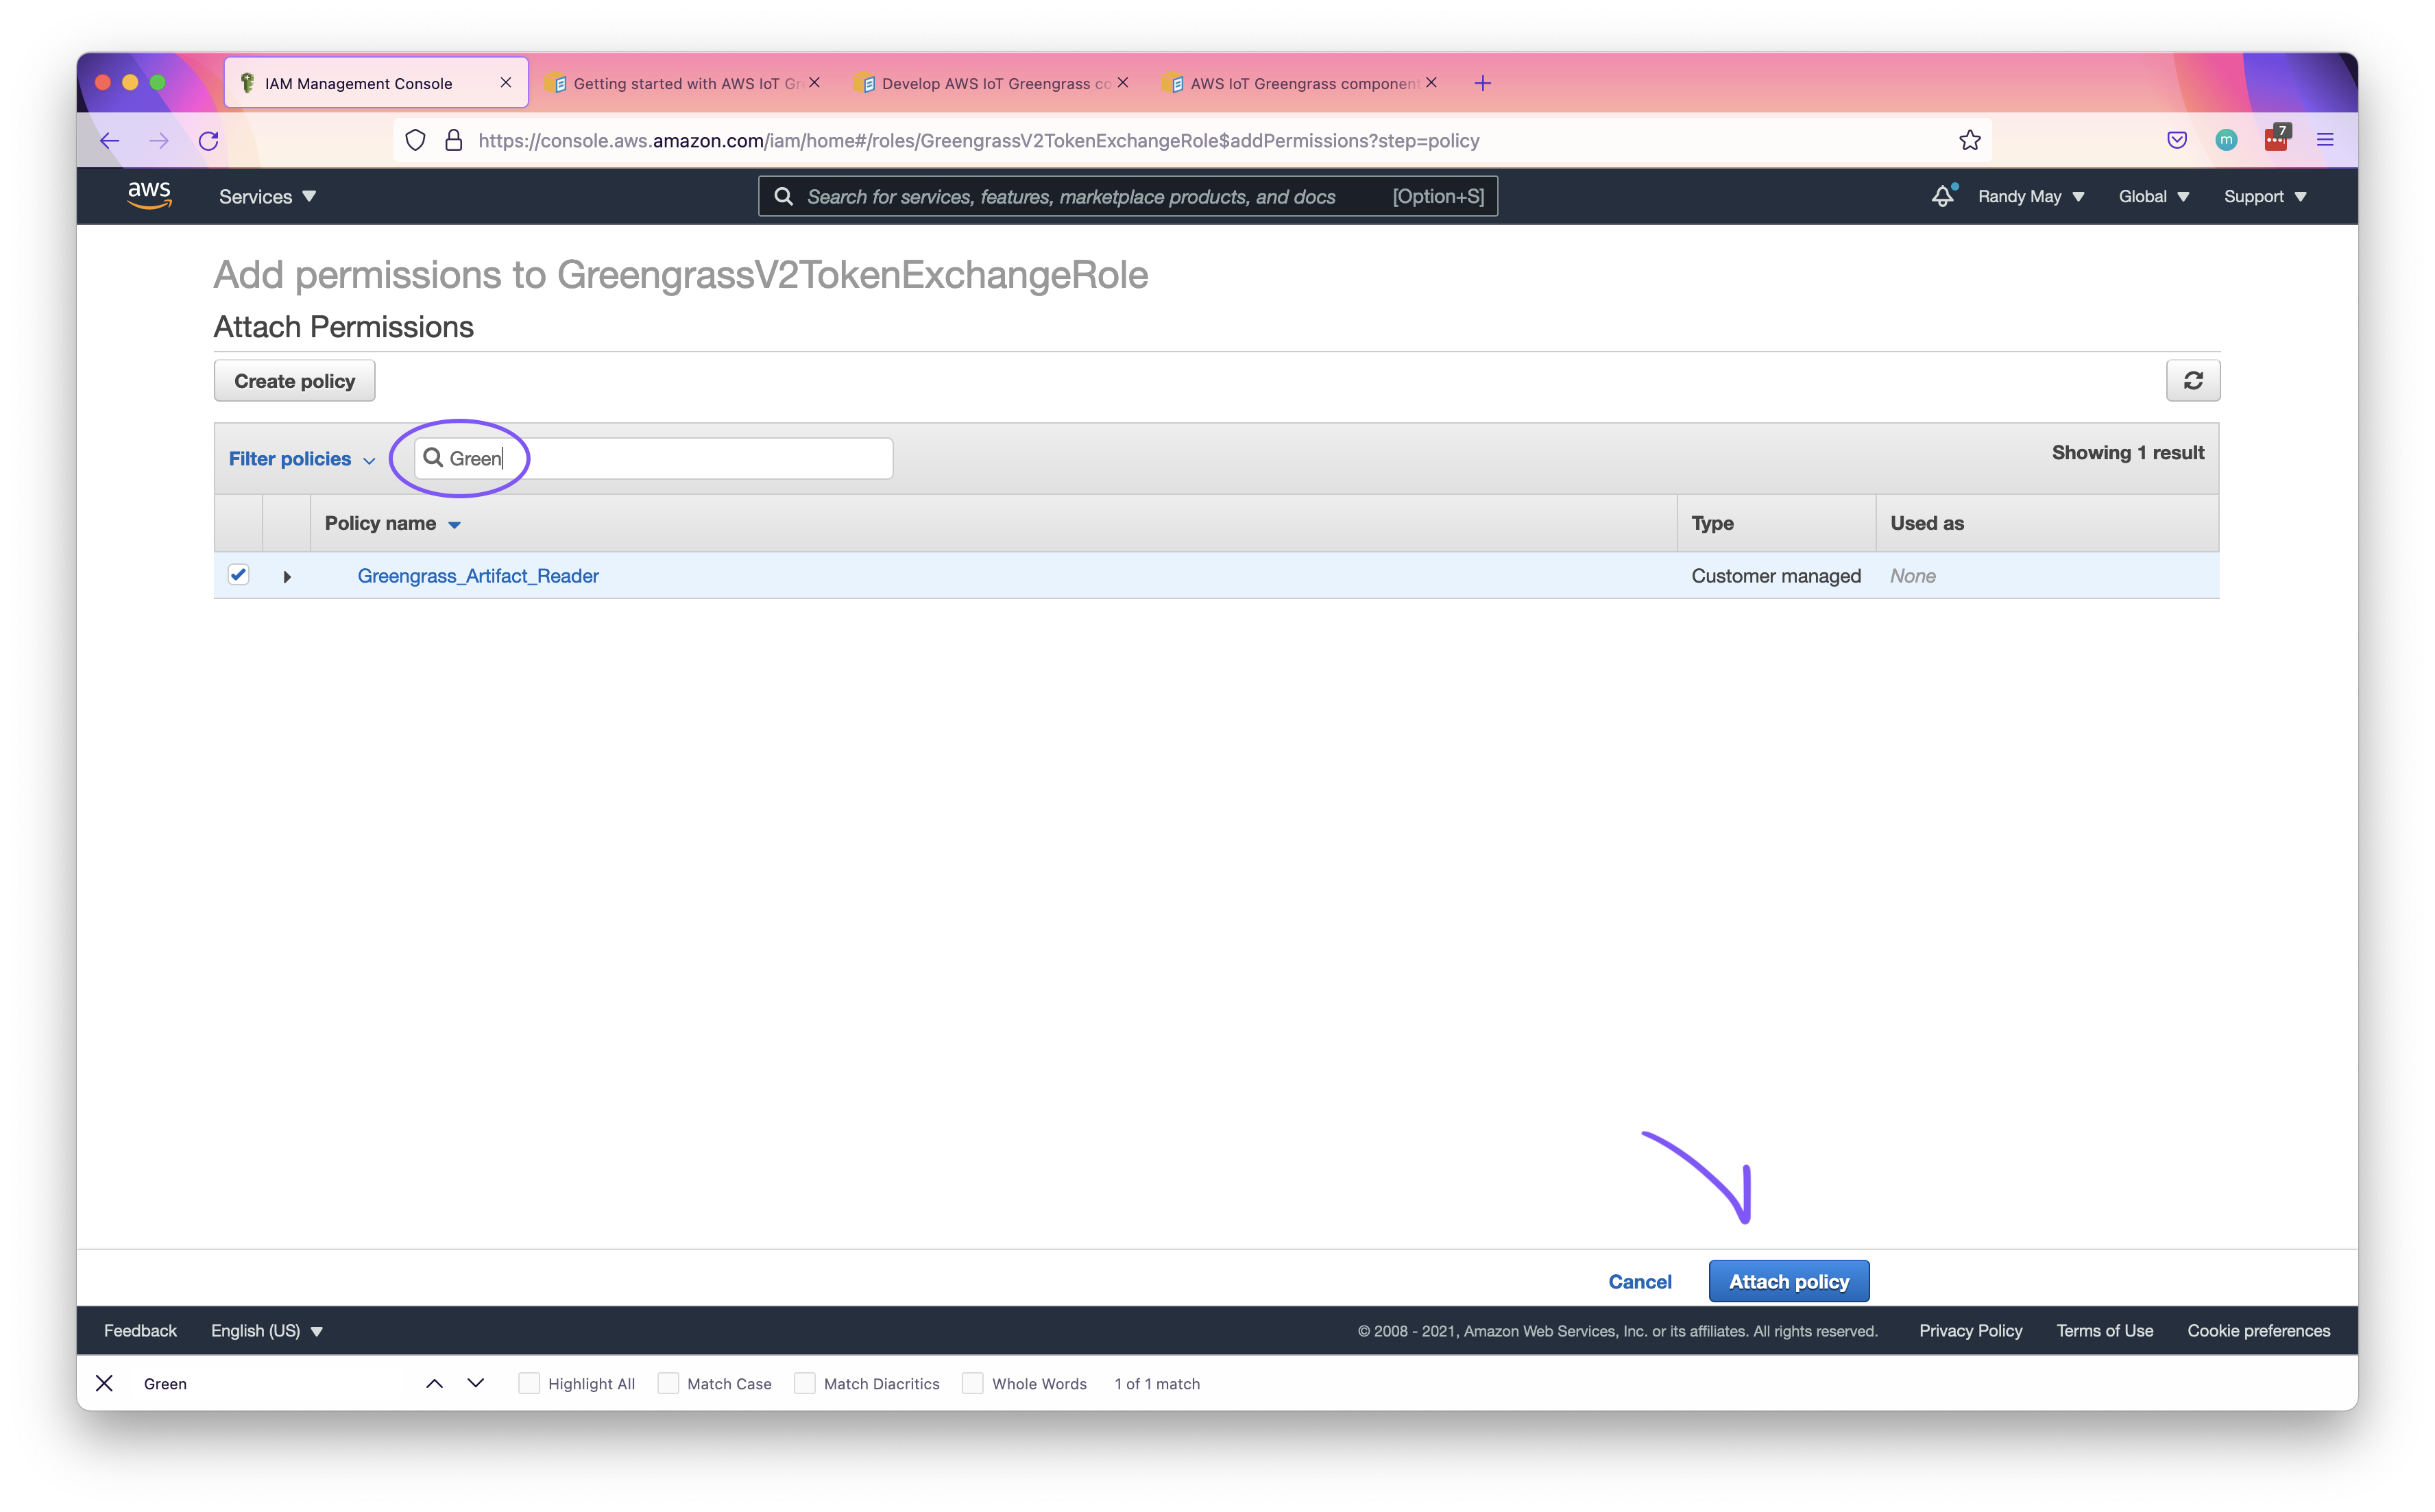 IAM Management Console
Getting started with AWS IoT Gr
Develop AWS IoT Greengrass co
AWS IoT Greengrass component
https://console.aws.amazon.com/iam/home#/roles/GreengrassV2TokenExchangeRole$addPermissions?step=policy
m
7
aws
Services
Search for services, features, marketplace products, and docs
[Option+S]
Randy May
Global
Support
Add permissions to GreengrassV2TokenExchangeRole
Attach Permissions
Create policy
Filter policies
Green
Showing 1 result
Policy name
Type
Used as
Greengrass_Artifact_Reader
Customer managed
None
Cancel
Attach policy
Feedback
English (US)
© 2008 - 2021, Amazon Web Services, Inc. or its affiliates. All rights reserved.
Privacy Policy
Terms of Use
Cookie preferences
Green
Highlight All
Match Case
Match Diacritics
Whole Words
1 of 1 match